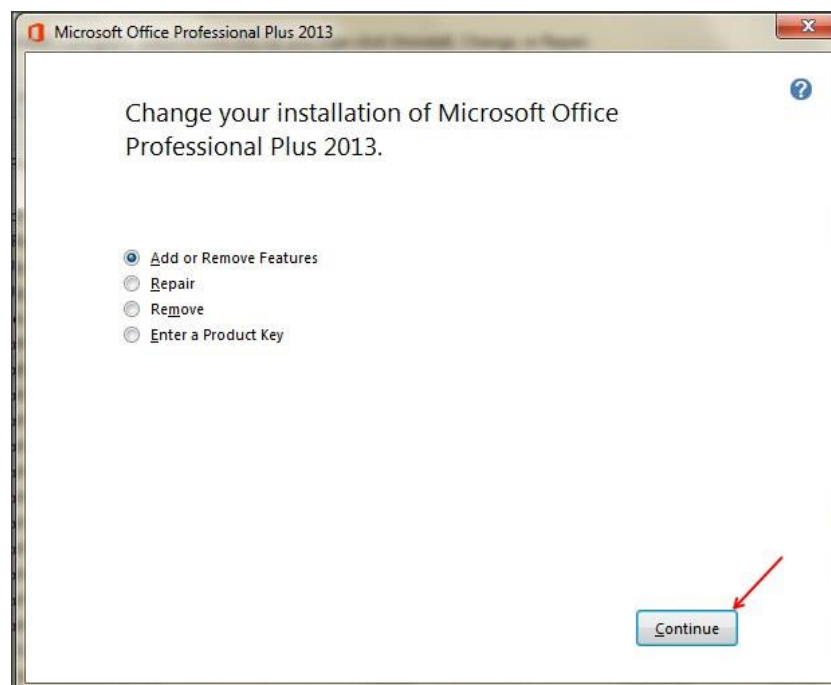 Microsoft Office Professional Plus 2013
Change your installation of Microsoft Office
Professional Plus 2013.
Add or Remove Features
Repair
Remove
Enter a Product Key
Continue